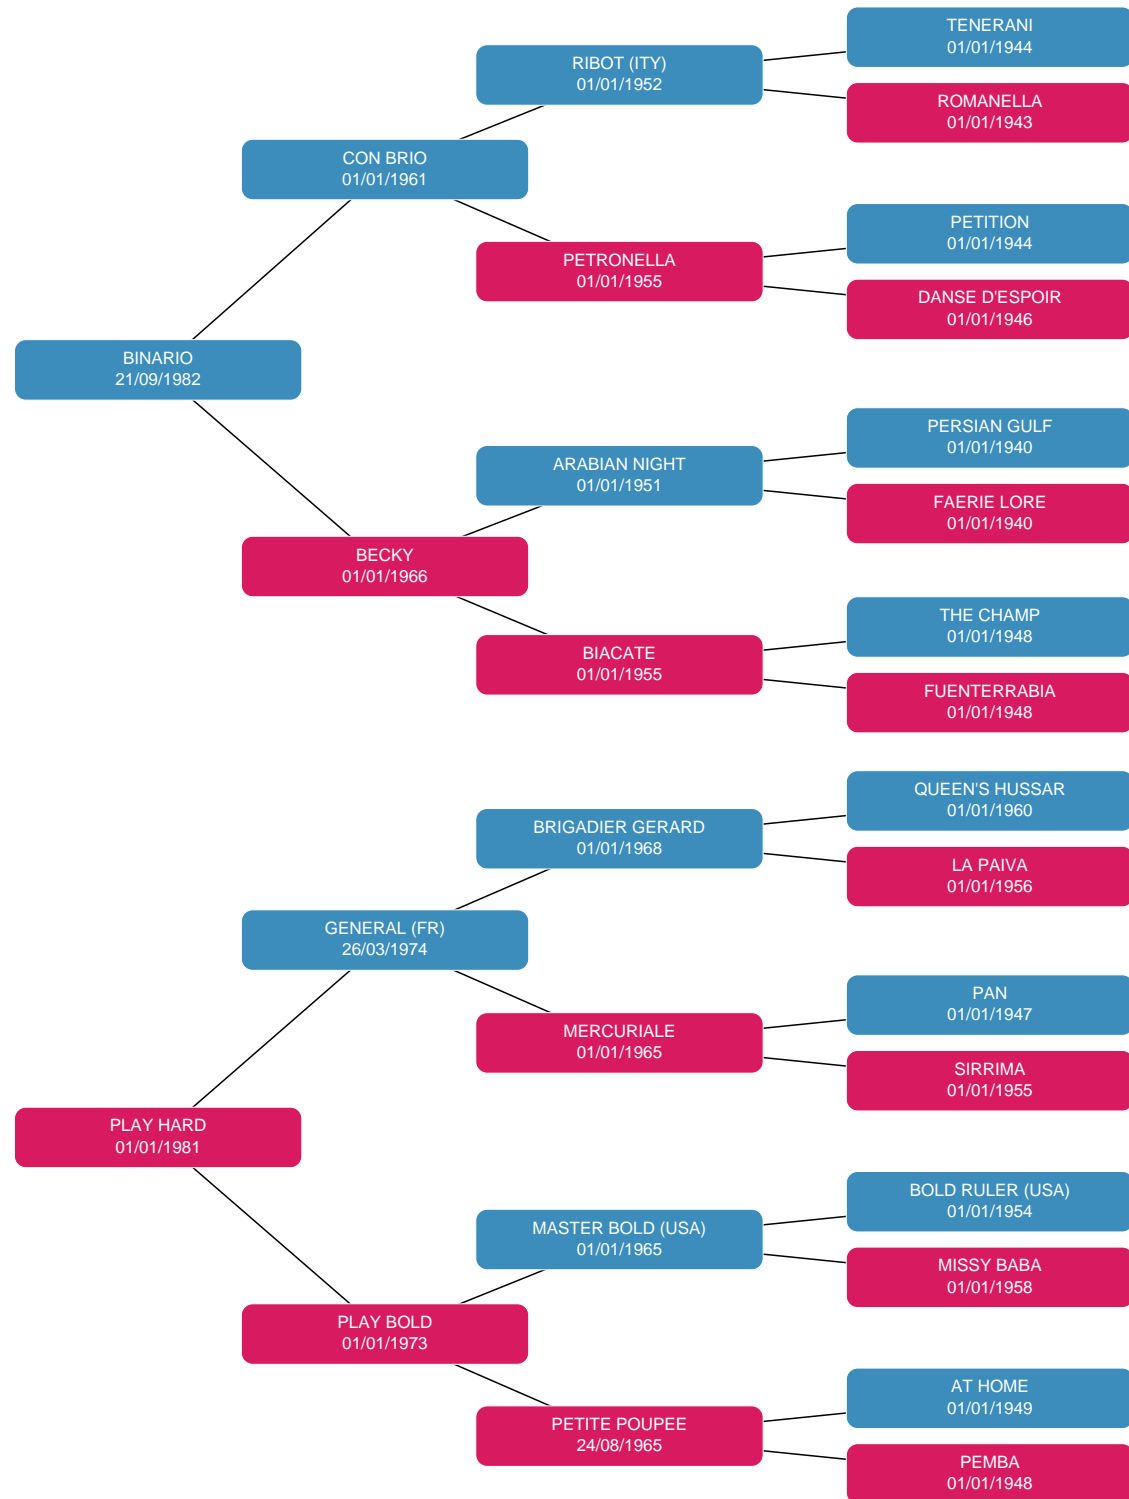 TENERANI
01/01/1944
RIBOT (ITY)
01/01/1952
ROMANELLA
01/01/1943
CON BRIO
01/01/1961
PETITION
01/01/1944
PETRONELLA
01/01/1955
DANSE D'ESPOIR
01/01/1946
BINARIO
21/09/1982
PERSIAN GULF
01/01/1940
ARABIAN NIGHT
01/01/1951
FAERIE LORE
01/01/1940
BECKY
01/01/1966
THE CHAMP
01/01/1948
BIACATE
01/01/1955
FUENTERRABIA
01/01/1948
QUEEN'S HUSSAR
01/01/1960
BRIGADIER GERARD
01/01/1968
LA PAIVA
01/01/1956
GENERAL (FR)
26/03/1974
PAN
01/01/1947
MERCURIALE
01/01/1965
SIRRIMA
01/01/1955
PLAY HARD
01/01/1981
BOLD RULER (USA)
01/01/1954
MASTER BOLD (USA)
01/01/1965
MISSY BABA
01/01/1958
PLAY BOLD
01/01/1973
AT HOME
01/01/1949
PETITE POUPEE
24/08/1965
PEMBA
01/01/1948